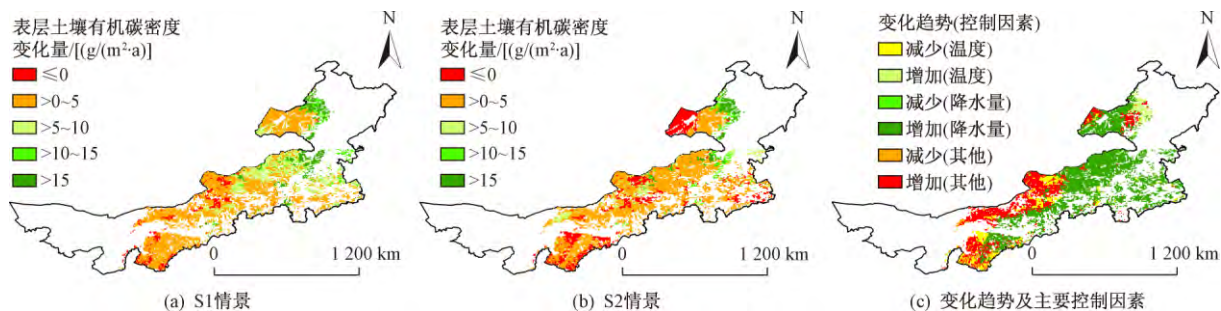 表层土壤有机碳密度
变化量/[(g/(m²·a)]
≤0
>0~5
>5~10
>10~15
>15
N
0
1 200 km
(a) S1情景
表层土壤有机碳密度
变化量/[(g/(m²·a)]
≤0
>0~5
>5~10
>10~15
>15
N
0
1 200 km
(b) S2情景
变化趋势(控制因素)
减少(温度)
增加(温度)
减少(降水量)
增加(降水量)
减少(其他)
增加(其他)
N
0
1 200 km
(c) 变化趋势及主要控制因素